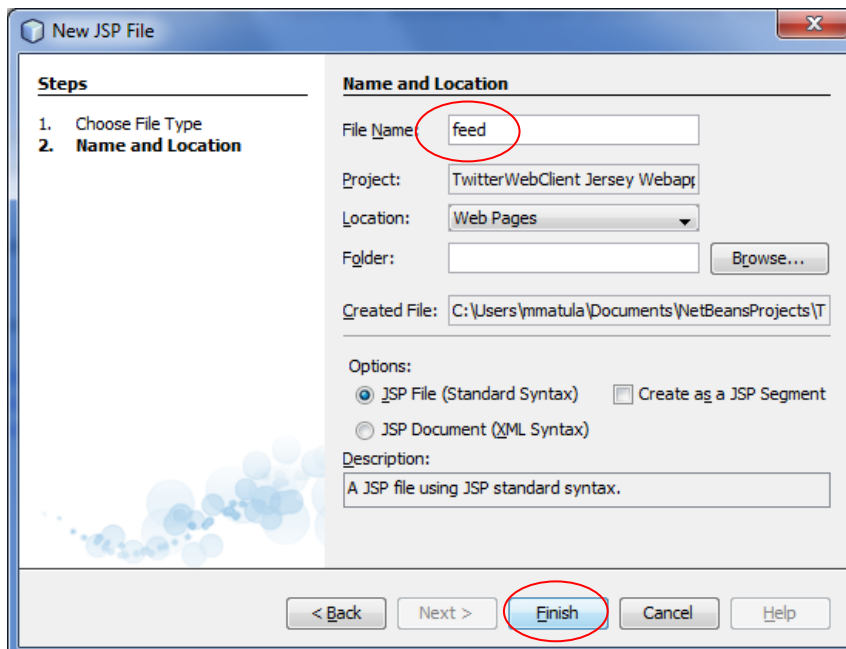 New JSP File
Steps
1. Choose File Type
2. Name and Location
Name and Location
File Name: feed
Project: TwitterWebClient Jersey Webapp
Location: Web Pages
Folder: Browse...
Created File: C:\Users\mmatula\Documents\NetBeansProjects\T
Options:
JSP File (Standard Syntax) Create as a JSP Segment
JSP Document (XML Syntax)
Description:
A JSP file using JSP standard syntax.
< Back Next > Finish Cancel Help